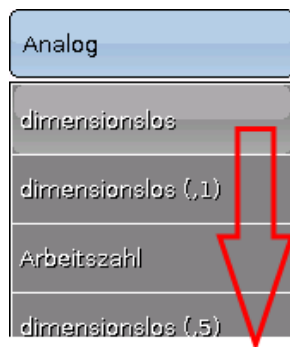 Analog
dimensionslos
dimensionslos (,1)
Arbeitszahl
dimensionslos (,5)